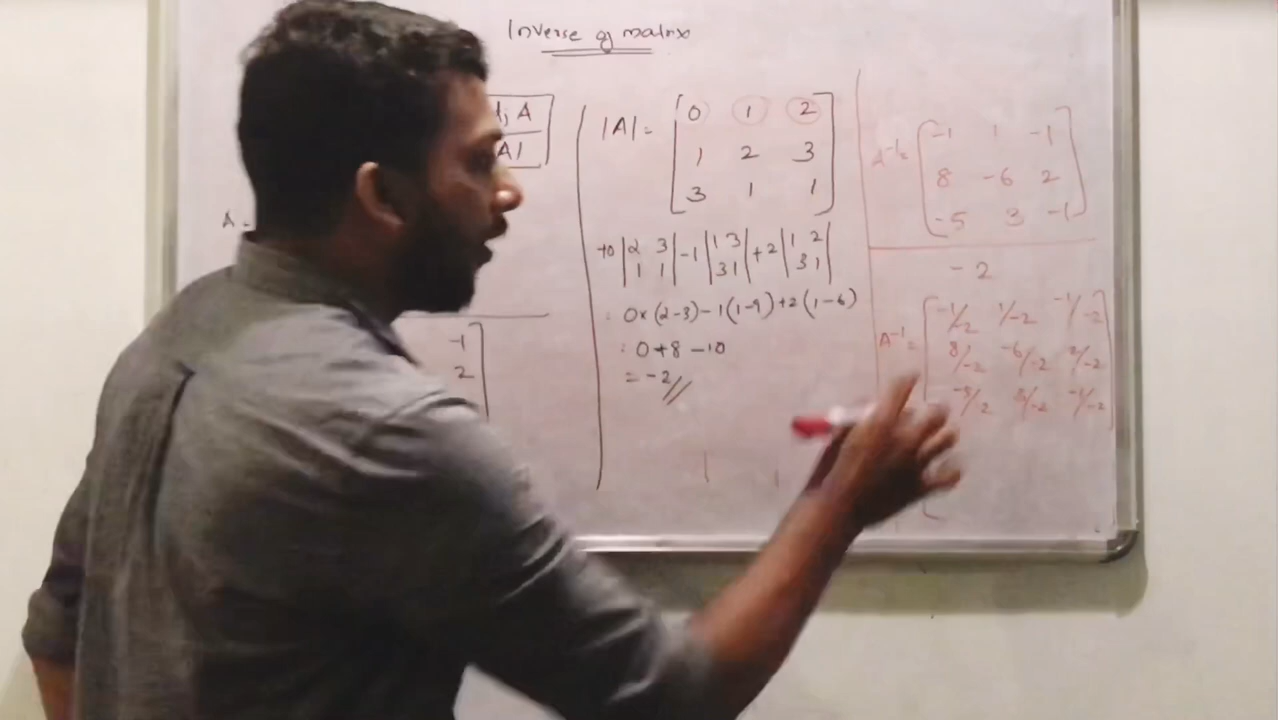 Inverse of matrix
j A
A|
A =
-1
2
|A| = [0 1 2
1 2 3
3 1 1]
+0 |2 3 / 1 1| -1 |1 3 / 3 1| +2 |1 2 / 3 1|
: 0×(2-3)-1(1-9)+2(1-6)
: 0+8-10
= -2//
A⁻¹= [-1 1 -1
8 -6 2
-5 3 -1]
-2
A⁻¹= [-1/2 1/-2 -1/-2
8/-2 -6/-2 2/-2
-5/2 3/-2 -1/-2]